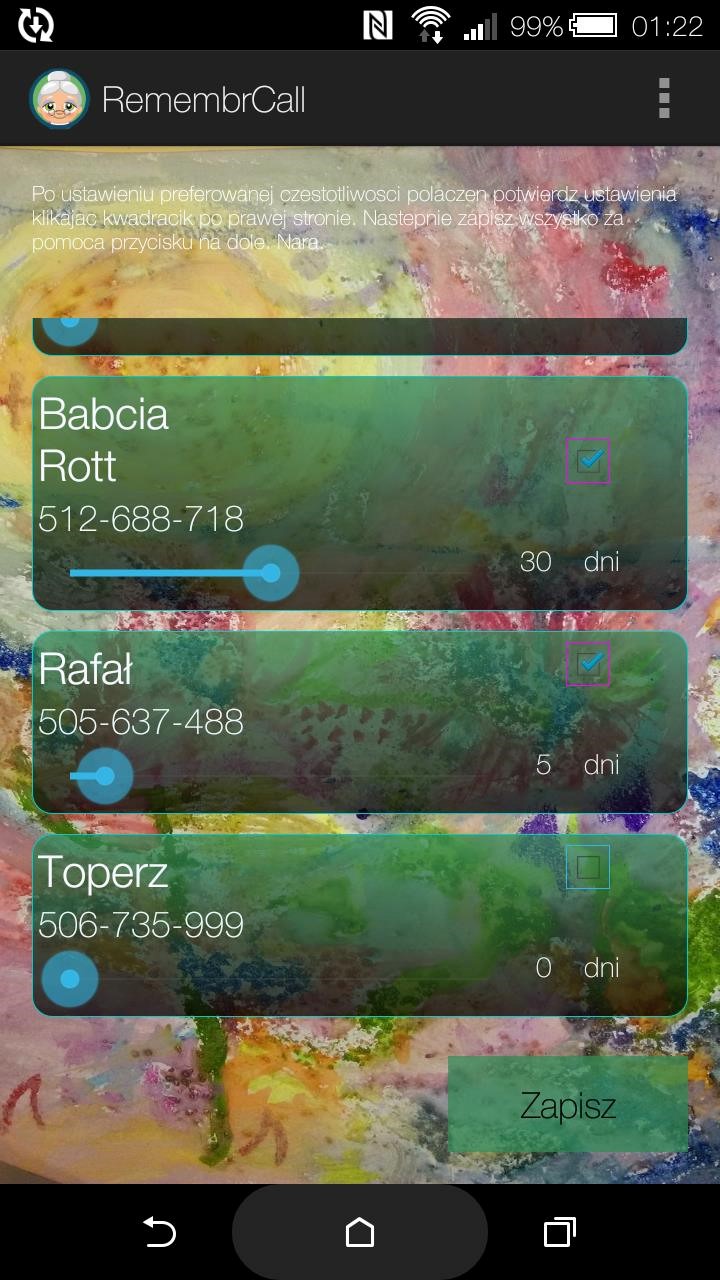 99% 01:22
RemembrCall
Po ustawieniu preferowanej czestotliwosci polaczen potwierdz ustawienia
klikajac kwadracik po prawej stronie. Nastepnie zapisz wszystko za
pomoca przycisku na dole. Nara.
Babcia
Rott
512-688-718
30 dni
Rafał
505-637-488
5 dni
Toperz
506-735-999
0 dni
Zapisz